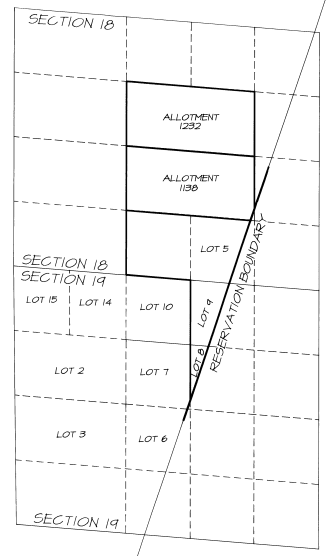 SECTION 18
ALLOTMENT
1232
ALLOTMENT
1138
LOT 5
RESERVATION BOUNDARY
SECTION 18
SECTION 19
LOT 15
LOT 14
LOT 10
LOT 9
LOT 2
LOT 7
LOT 8
LOT 3
LOT 6
SECTION 19